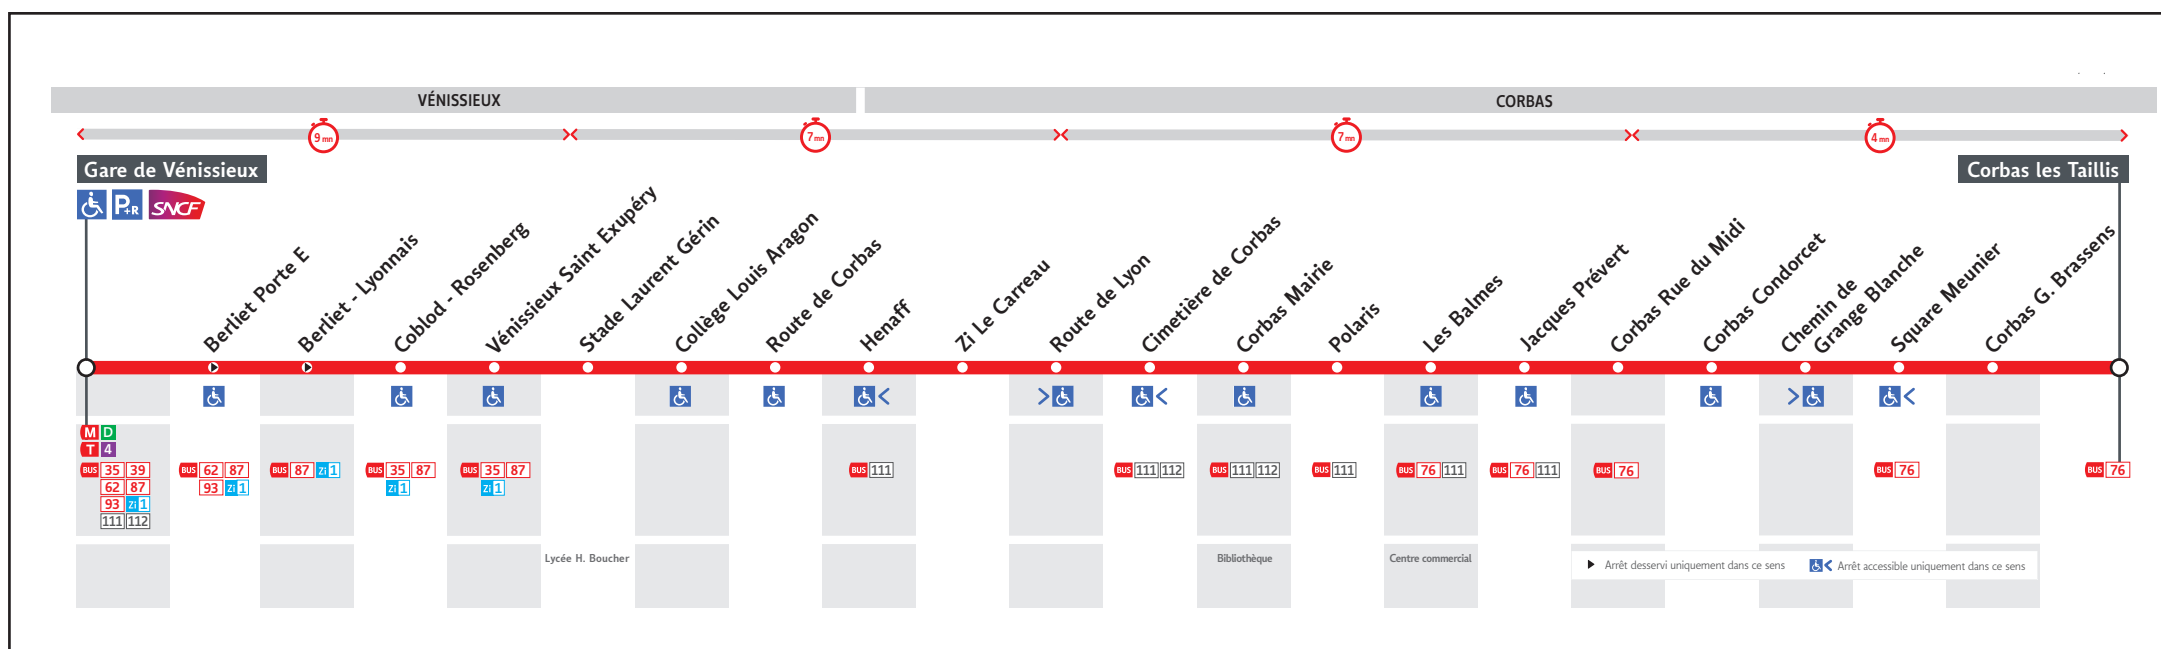 VÉNISSIEUX
CORBAS
9 mn
7 mn
7 mn
4 mn
Gare de Vénissieux
Corbas les Taillis
P+R
SNCF
Berliet Porte E
Berliet - Lyonnais
Coblod - Rosenberg
Vénissieux Saint Exupéry
Stade Laurent Gérin
Collège Louis Aragon
Route de Corbas
Henaff
Zi Le Carreau
Route de Lyon
Cimetière de Corbas
Corbas Mairie
Polaris
Les Balmes
Jacques Prévert
Corbas Rue du Midi
Corbas Condorcet
Chemin de
Grange Blanche
Square Meunier
Corbas G. Brassens
M D
T 4
BUS 35 39
62 87
93 Zi 1
111 112
BUS 62 87
93 Zi 1
BUS 87 Zi 1
BUS 35 87
Zi 1
BUS 35 87
Zi 1
BUS 111
BUS 111 112
BUS 111 112
BUS 111
BUS 76 111
BUS 76 111
BUS 76
BUS 76
BUS 76
Lycée H. Boucher
Bibliothèque
Centre commercial
Arrêt desservi uniquement dans ce sens
Arrêt accessible uniquement dans ce sens